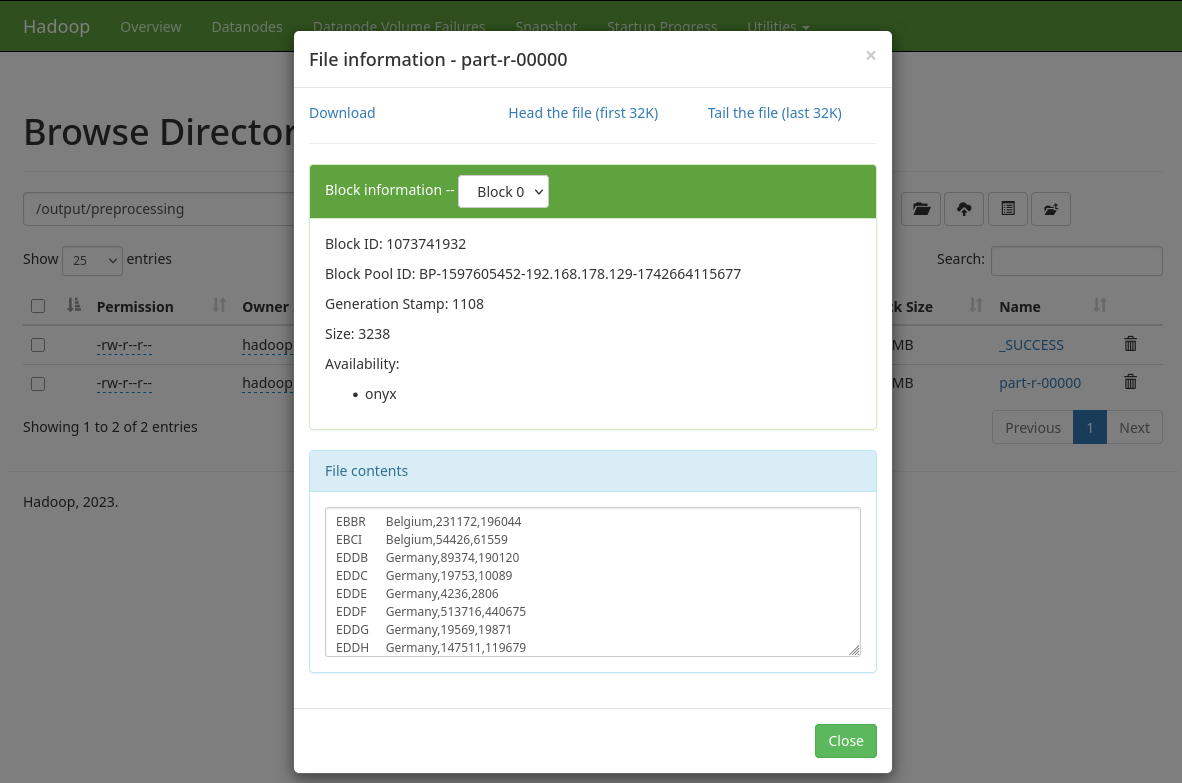 Hadoop Overview Datanodes Datanode Volume Failures Snapshot Startup Progress Utilities
File information - part-r-00000 ×
Download Head the file (first 32K) Tail the file (last 32K)
Browse Director
Block information -- Block 0
/output/preprocessing
Block ID: 1073741932
Show 25 entries Search:
Block Pool ID: BP-1597605452-192.168.178.129-1742664115677
Generation Stamp: 1108
Permission Owner ck Size Name
Size: 3238
-rw-r--r-- hadoop MB _SUCCESS
Availability:
-rw-r--r-- hadoop MB part-r-00000
• onyx
Showing 1 to 2 of 2 entries Previous 1 Next
File contents
Hadoop, 2023.
EBBR Belgium,231172,196044
EBCI Belgium,54426,61559
EDDB Germany,89374,190120
EDDC Germany,19753,10089
EDDE Germany,4236,2806
EDDF Germany,513716,440675
EDDG Germany,19569,19871
EDDH Germany,147511,119679
Close